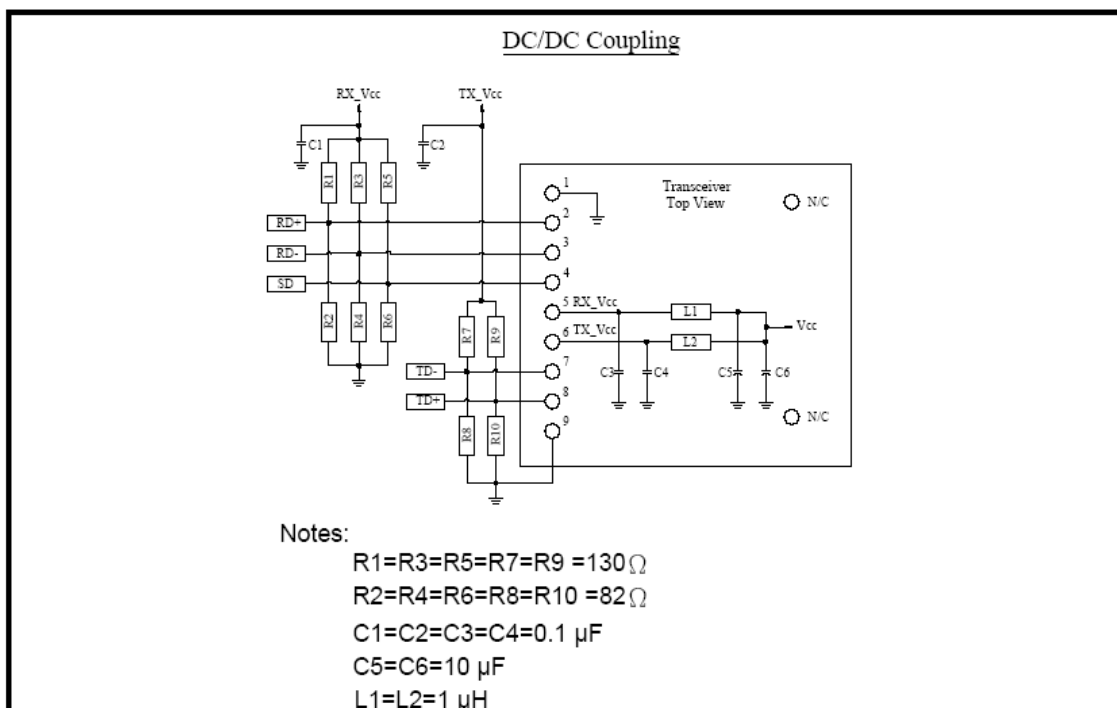 DC/DC Coupling
RX_Vcc
TX_Vcc
C1
C2
R1
R3
R5
1
Transceiver
Top View
N/C
RD+
2
RD-
3
SD
4
R2
R4
R6
5 RX_Vcc
L1
Vcc
6 TX_Vcc
L2
R7
R9
TD-
7
C3
C4
C5
C6
TD+
8
N/C
R8
R10
9
Notes:
R1=R3=R5=R7=R9 =130Ω
R2=R4=R6=R8=R10 =82Ω
C1=C2=C3=C4=0.1 µF
C5=C6=10 µF
L1=L2=1 µH